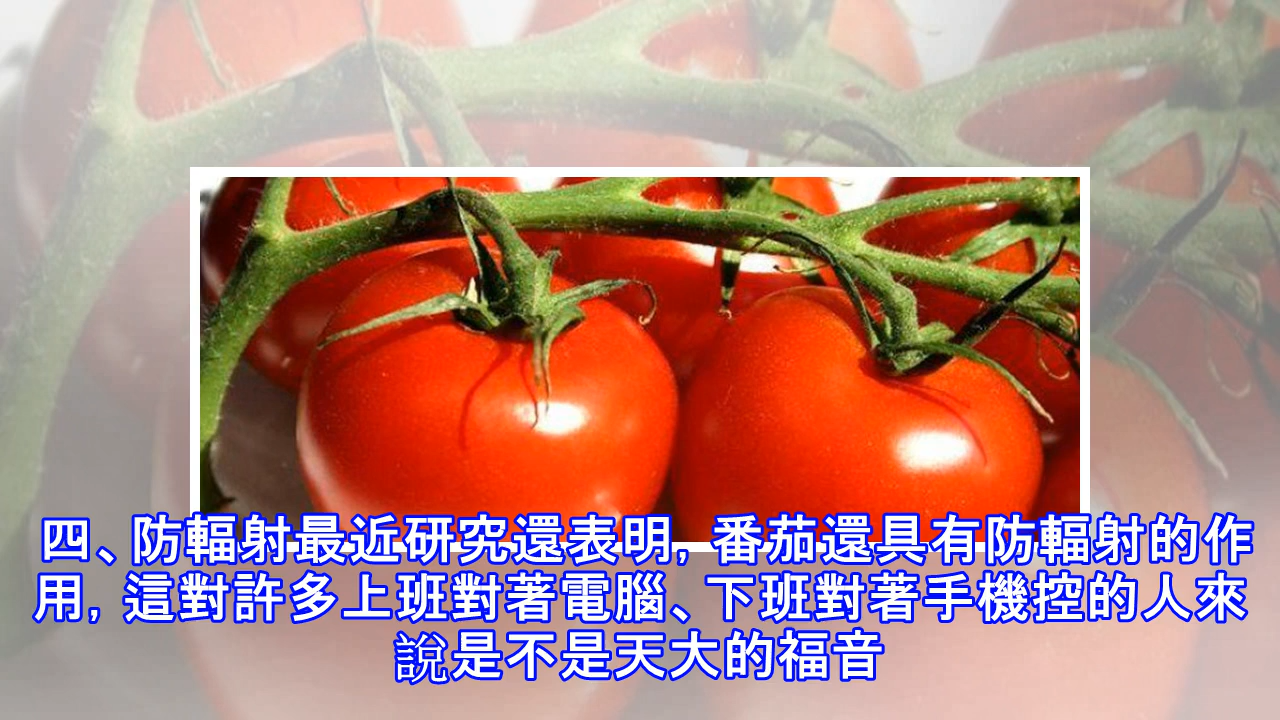 四、防輻射最近研究還表明, 番茄還具有防輻射的作
用, 這對許多上班對著電腦、下班對著手機控的人來
說是不是天大的福音